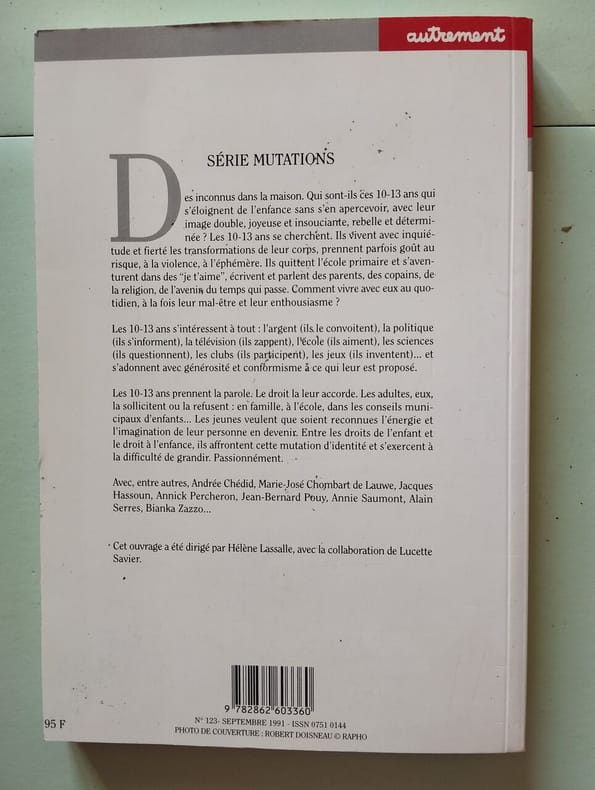 autrement
SÉRIE MUTATIONS
Des inconnus dans la maison. Qui sont-ils ces 10-13 ans qui
s'éloignent de l'enfance sans s'en apercevoir, avec leur
image double, joyeuse et insouciante, rebelle et détermi-
née ? Les 10-13 ans se cherchent. Ils vivent avec inquié-
tude et fierté les transformations de leur corps, prennent parfois goût au
risque, à la violence, à l'éphémère. Ils quittent l'école primaire et s'aven-
turent dans des "je t'aime", écrivent et parlent des parents, des copains, de
la religion, de l'avenir, du temps qui passe. Comment vivre avec eux au quo-
tidien, à la fois leur mal-être et leur enthousiasme ?
Les 10-13 ans s'intéressent à tout : l'argent (ils le convoitent), la politique
(ils s'informent), la télévision (ils zappent), l'école (ils aiment), les sciences
(ils questionnent), les clubs (ils participent), les jeux (ils inventent)... et
s'adonnent avec générosité et conformisme à ce qui leur est proposé.
Les 10-13 ans prennent la parole. Le droit la leur accorde. Les adultes, eux,
la sollicitent ou la refusent : en famille, à l'école, dans les conseils muni-
cipaux d'enfants... Les jeunes veulent que soient reconnues l'énergie et
l'imagination de leur personne en devenir. Entre les droits de l'enfant et
le droit à l'enfance, ils affrontent cette mutation d'identité et s'exercent à
la difficulté de grandir. Passionnément.
Avec, entre autres, Andrée Chédid, Marie-José Chombart de Lauwe, Jacques
Hassoun, Annick Percheron, Jean-Bernard Pouy, Annie Saumont, Alain
Serres, Bianka Zazzo...
Cet ouvrage a été dirigé par Hélène Lassalle, avec la collaboration de Lucette
Savier.
9 782862 603360
95 F
N° 123- SEPTEMBRE 1991 - ISSN 0751 0144
PHOTO DE COUVERTURE : ROBERT DOISNEAU © RAPHO